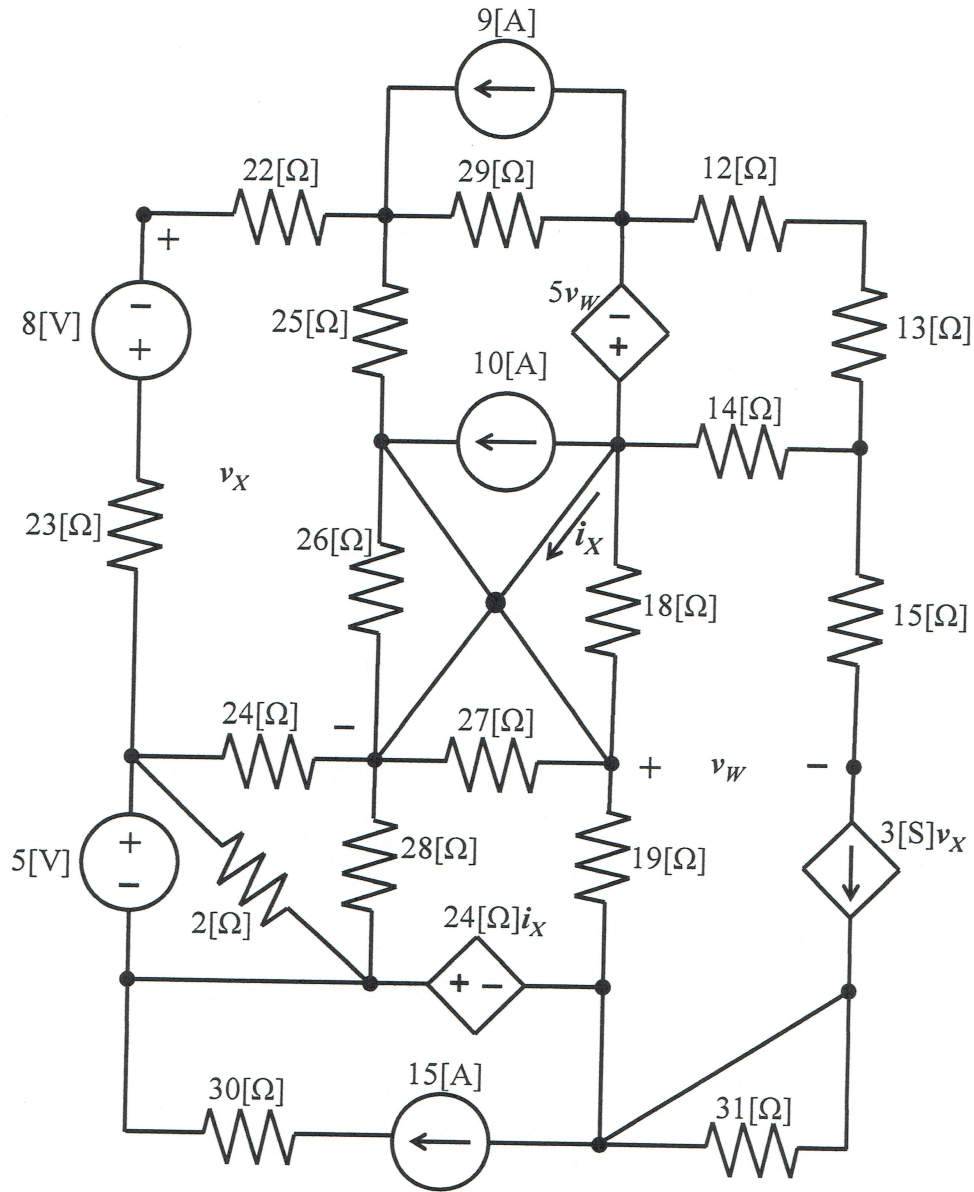 9[A]
22[Ω]
29[Ω]
12[Ω]
+
8[V]
−
+
25[Ω]
5vW
−
+
13[Ω]
10[A]
14[Ω]
vX
23[Ω]
26[Ω]
iX
18[Ω]
15[Ω]
24[Ω]
−
27[Ω]
+ vW −
5[V]
+
−
2[Ω]
28[Ω]
19[Ω]
3[S]vX
24[Ω]iX
+ −
30[Ω]
15[A]
31[Ω]